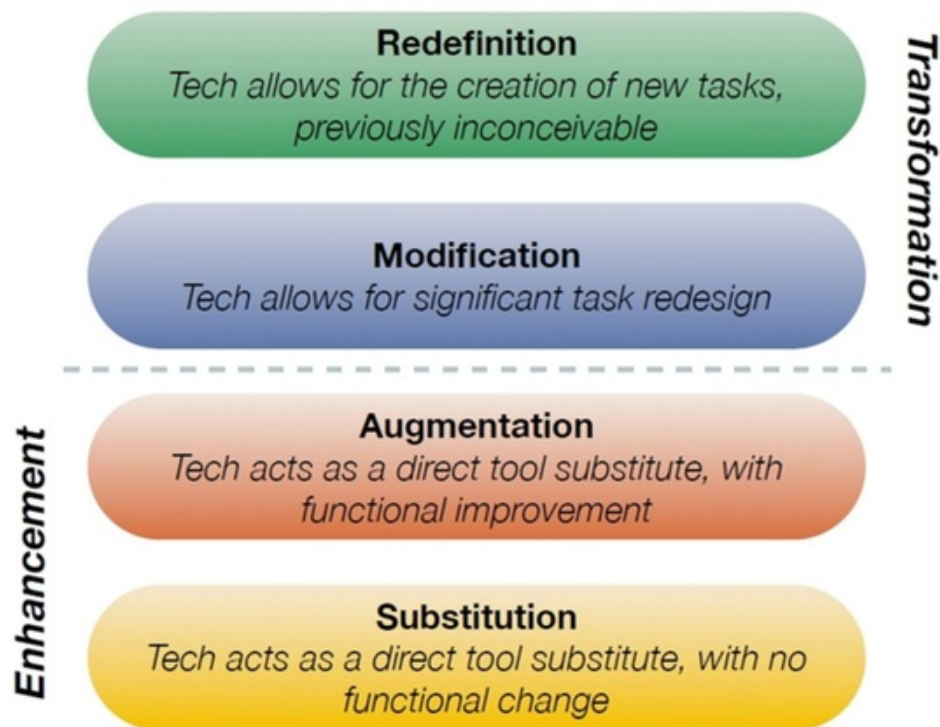 Redefinition
Tech allows for the creation of new tasks,
previously inconceivable
Transformation
Modification
Tech allows for significant task redesign
Augmentation
Tech acts as a direct tool substitute, with
functional improvement
Enhancement
Substitution
Tech acts as a direct tool substitute, with no
functional change